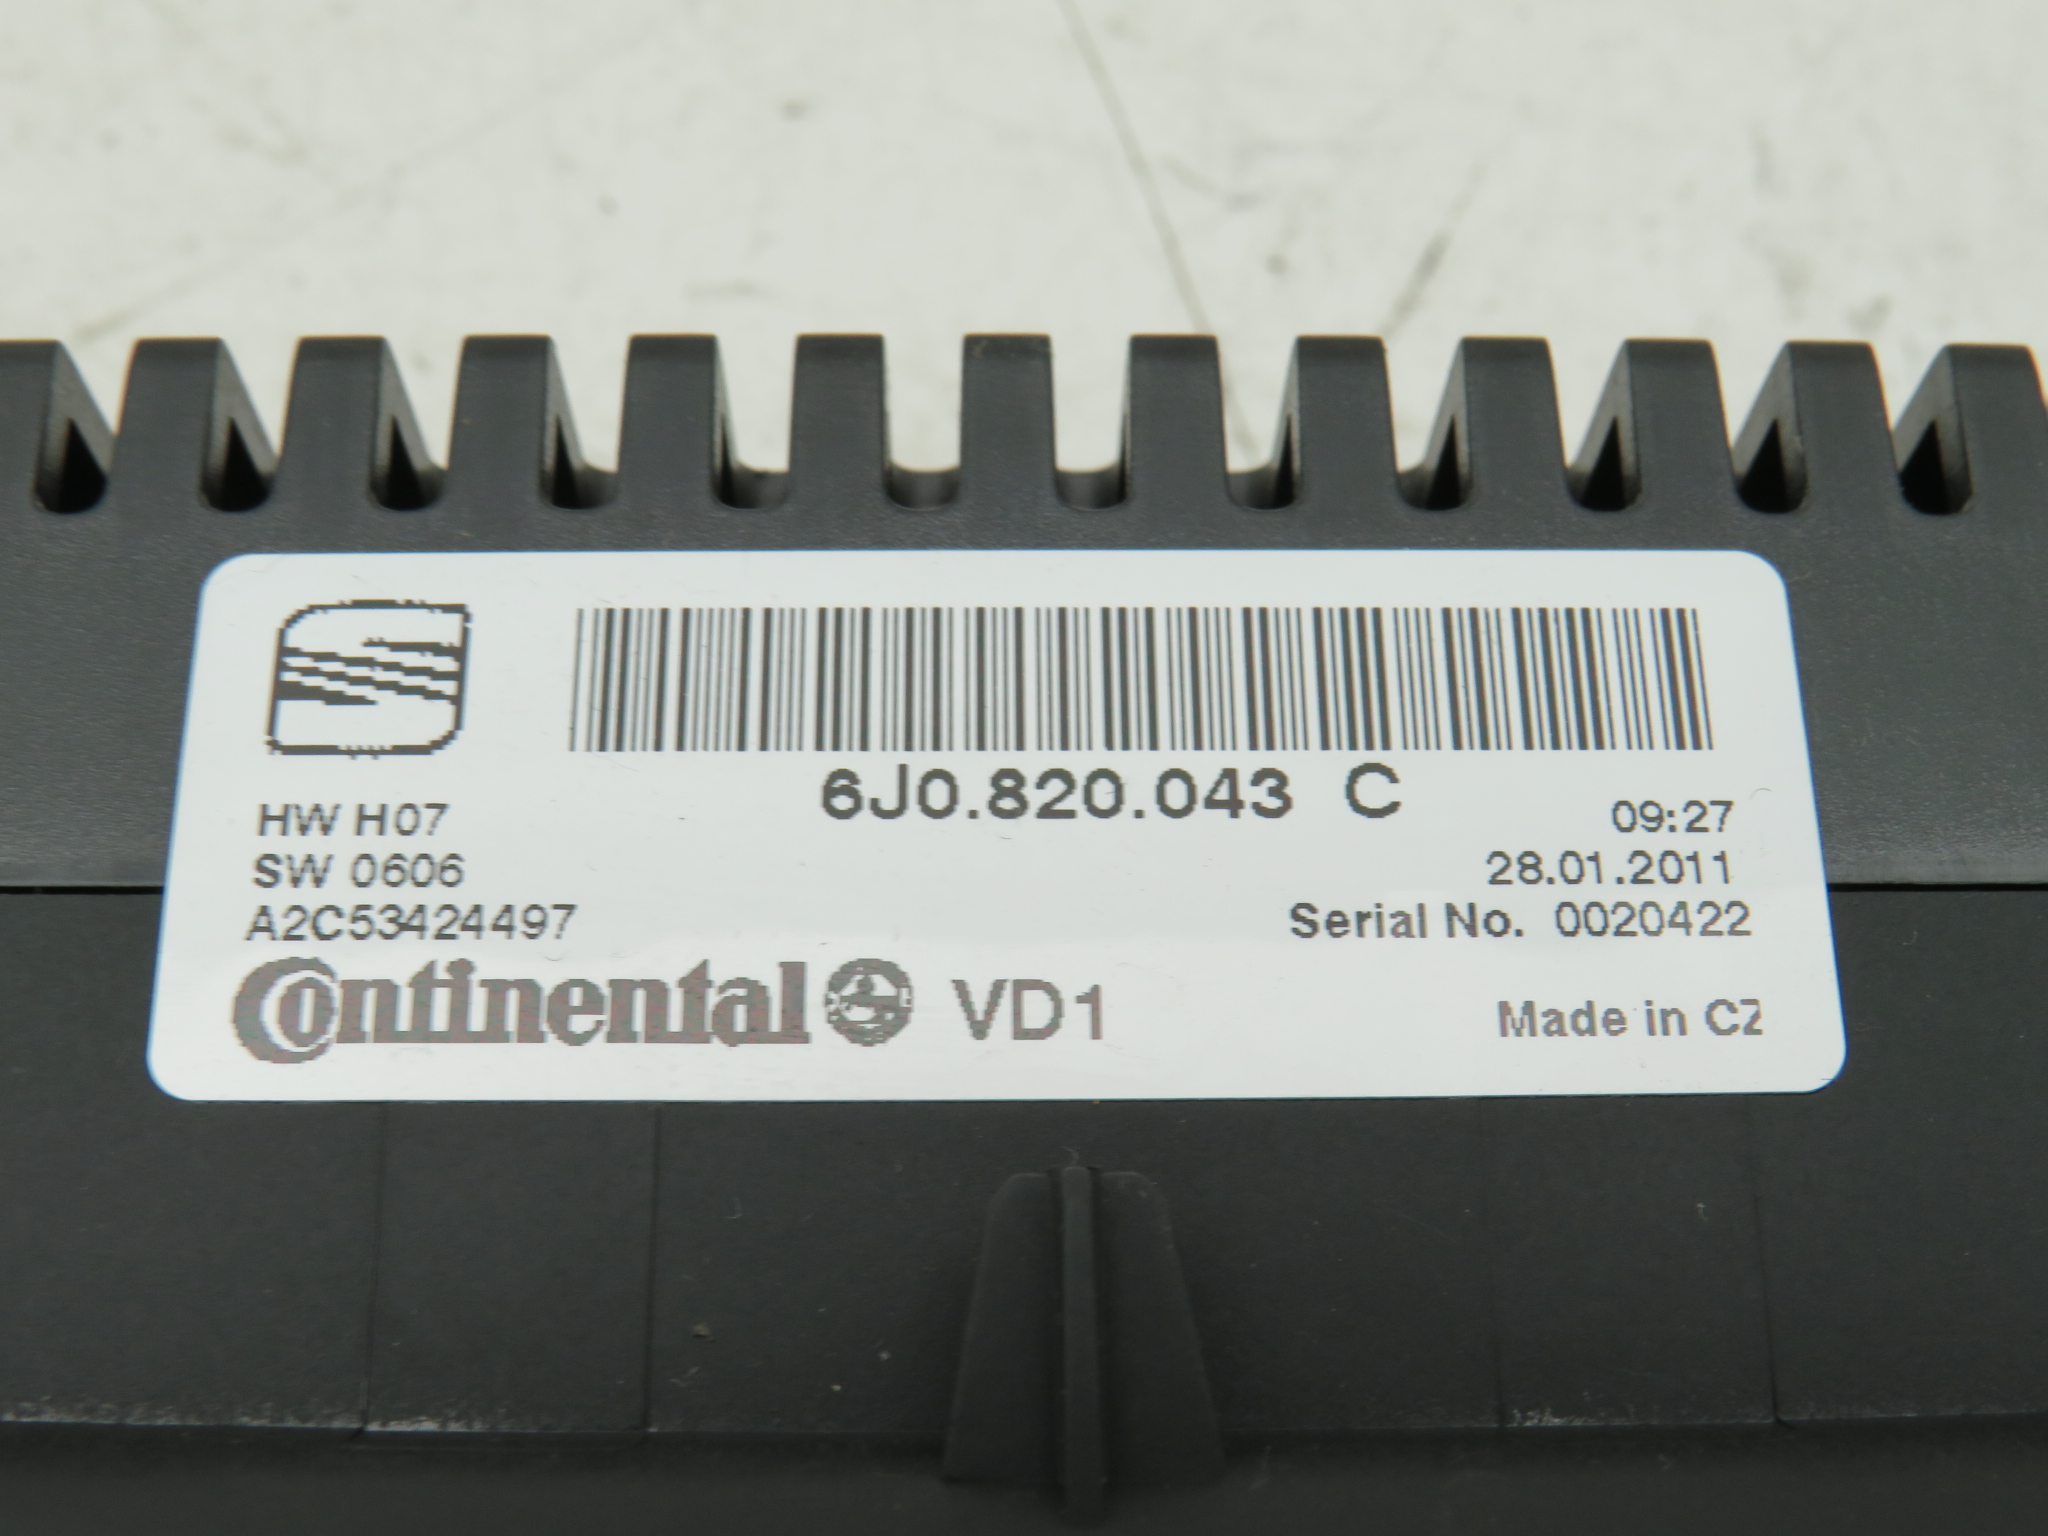 6J0.820.043 C
HW H07
09:27
SW 0606
28.01.2011
A2C53424497
Serial No. 0020422
Continental VD1
Made in CZ